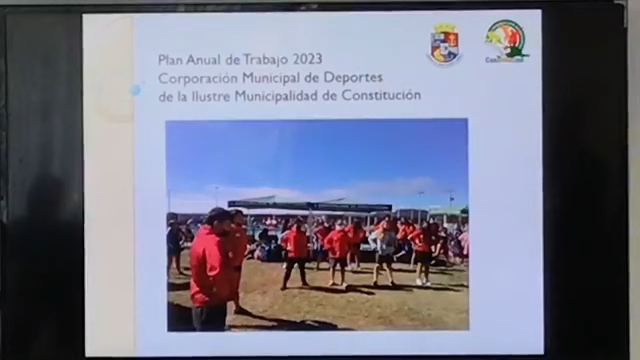 Plan Anual de Trabajo 2023
Corporación Municipal de Deportes
de la Ilustre Municipalidad de Constitución